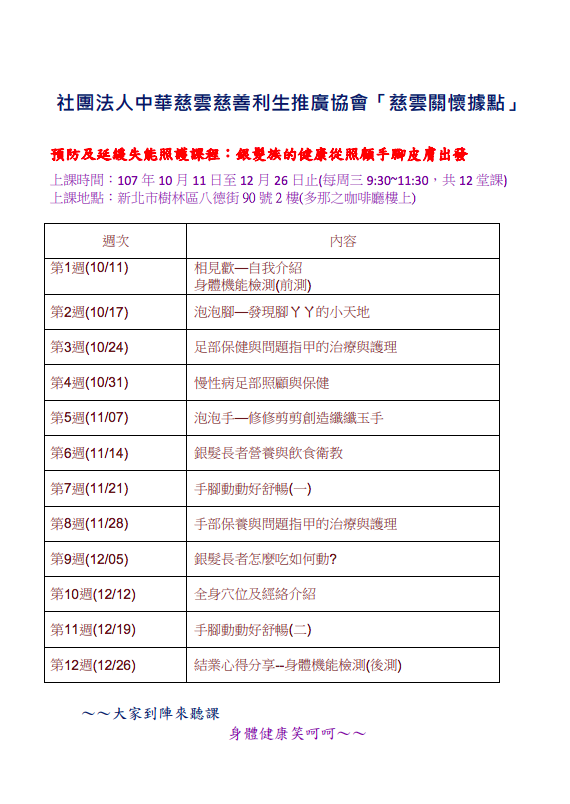 社團法人中華慈雲慈善利生推廣協會「慈雲關懷據點」
預防及延緩失能照護課程：銀髮族的健康從照顧手腳皮膚出發
上課時間：107 年 10 月 11 日至 12 月 26 日止(每周三 9:30~11:30，共 12 堂課)
上課地點：新北市樹林區八德街 90 號 2 樓(多那之咖啡廳樓上)
週次 內容
第1週(10/11) 相見歡—自我介紹
身體機能檢測(前測)
第2週(10/17) 泡泡腳—發現腳ㄚㄚ的小天地
第3週(10/24) 足部保健與問題指甲的治療與護理
第4週(10/31) 慢性病足部照顧與保健
第5週(11/07) 泡泡手—修修剪剪創造纖纖玉手
第6週(11/14) 銀髮長者營養與飲食衛教
第7週(11/21) 手腳動動好舒暢(一)
第8週(11/28) 手部保養與問題指甲的治療與護理
第9週(12/05) 銀髮長者怎麼吃如何動?
第10週(12/12) 全身穴位及經絡介紹
第11週(12/19) 手腳動動好舒暢(二)
第12週(12/26) 結業心得分享--身體機能檢測(後測)
～～大家到陣來聽課
身體健康笑呵呵～～